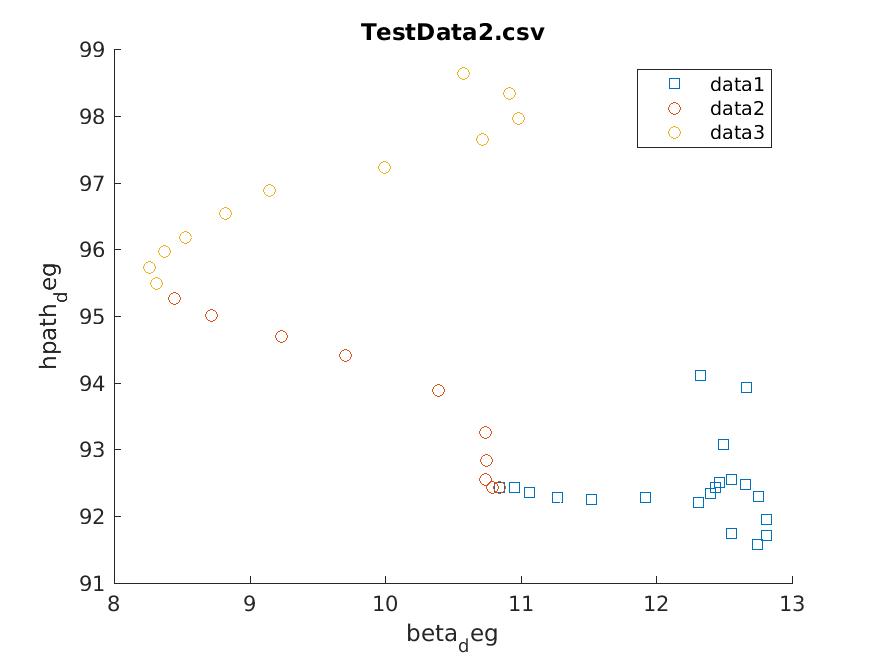 TestData2.csv
99
98
97
96
95
94
93
92
91
hpath_deg
8
9
10
11
12
13
beta_deg
data1
data2
data3